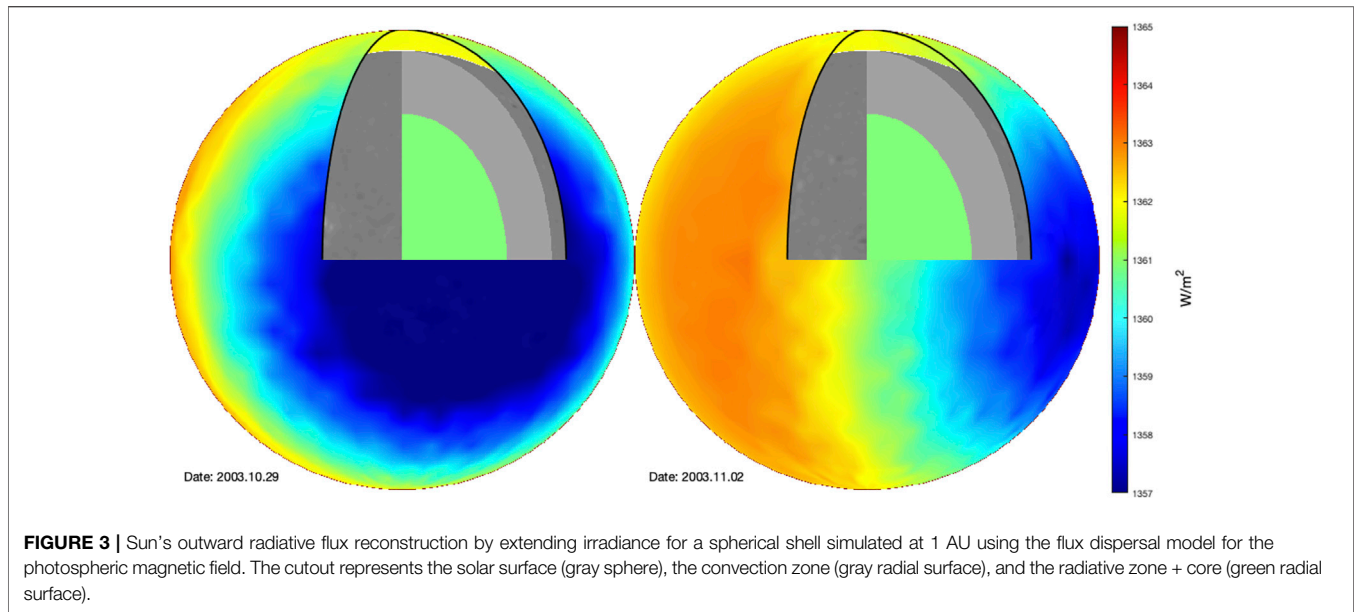 1365
1364
1363
1362
1361
1360
1359
1358
1357
W/m²
Date: 2003.10.29
Date: 2003.11.02
FIGURE 3 | Sun's outward radiative flux reconstruction by extending irradiance for a spherical shell simulated at 1 AU using the flux dispersal model for the
photospheric magnetic field. The cutout represents the solar surface (gray sphere), the convection zone (gray radial surface), and the radiative zone + core (green radial
surface).